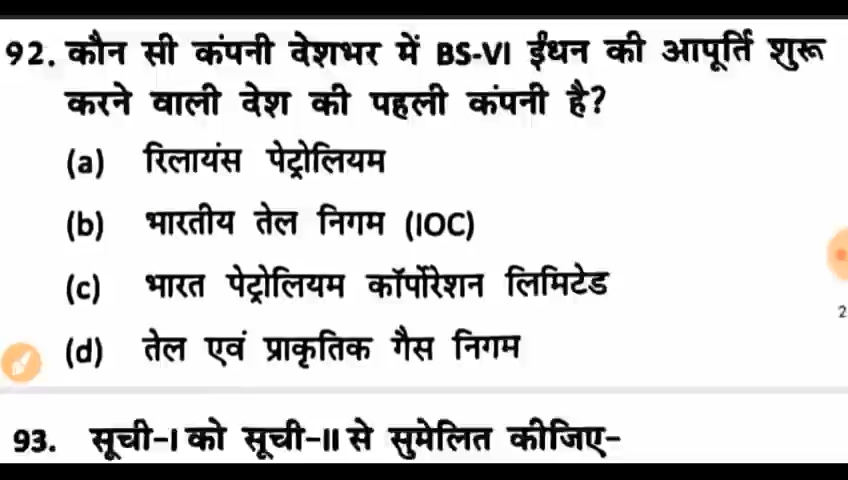 92. कौन सी कंपनी देशभर में BS-VI ईंधन की आपूर्ति शुरू
करने वाली देश की पहली कंपनी है?
(a) रिलायंस पेट्रोलियम
(b) भारतीय तेल निगम (IOC)
(c) भारत पेट्रोलियम कॉर्पोरेशन लिमिटेड
(d) तेल एवं प्राकृतिक गैस निगम
2
93. सूची-I को सूची-II से सुमेलित कीजिए-